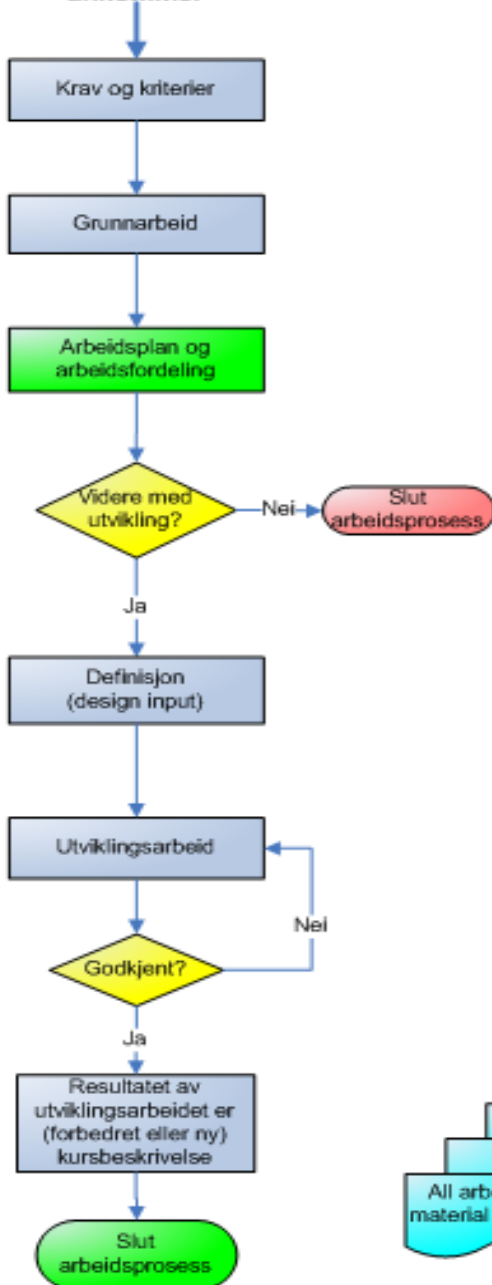 Krav og kriterier
Grunnarbeid
Arbeidsplan og
arbeidsfordeling
Videre med
utvikling?
Nei
Slut
arbeidsprosess
Ja
Definisjon
(design input)
Utviklingsarbeid
Nei
Godkjent?
Ja
Resultatet av
utviklingsarbeidet er
(forbedret eller ny)
kursbeskrivelse
All
material
Slut
arbeidsprosess